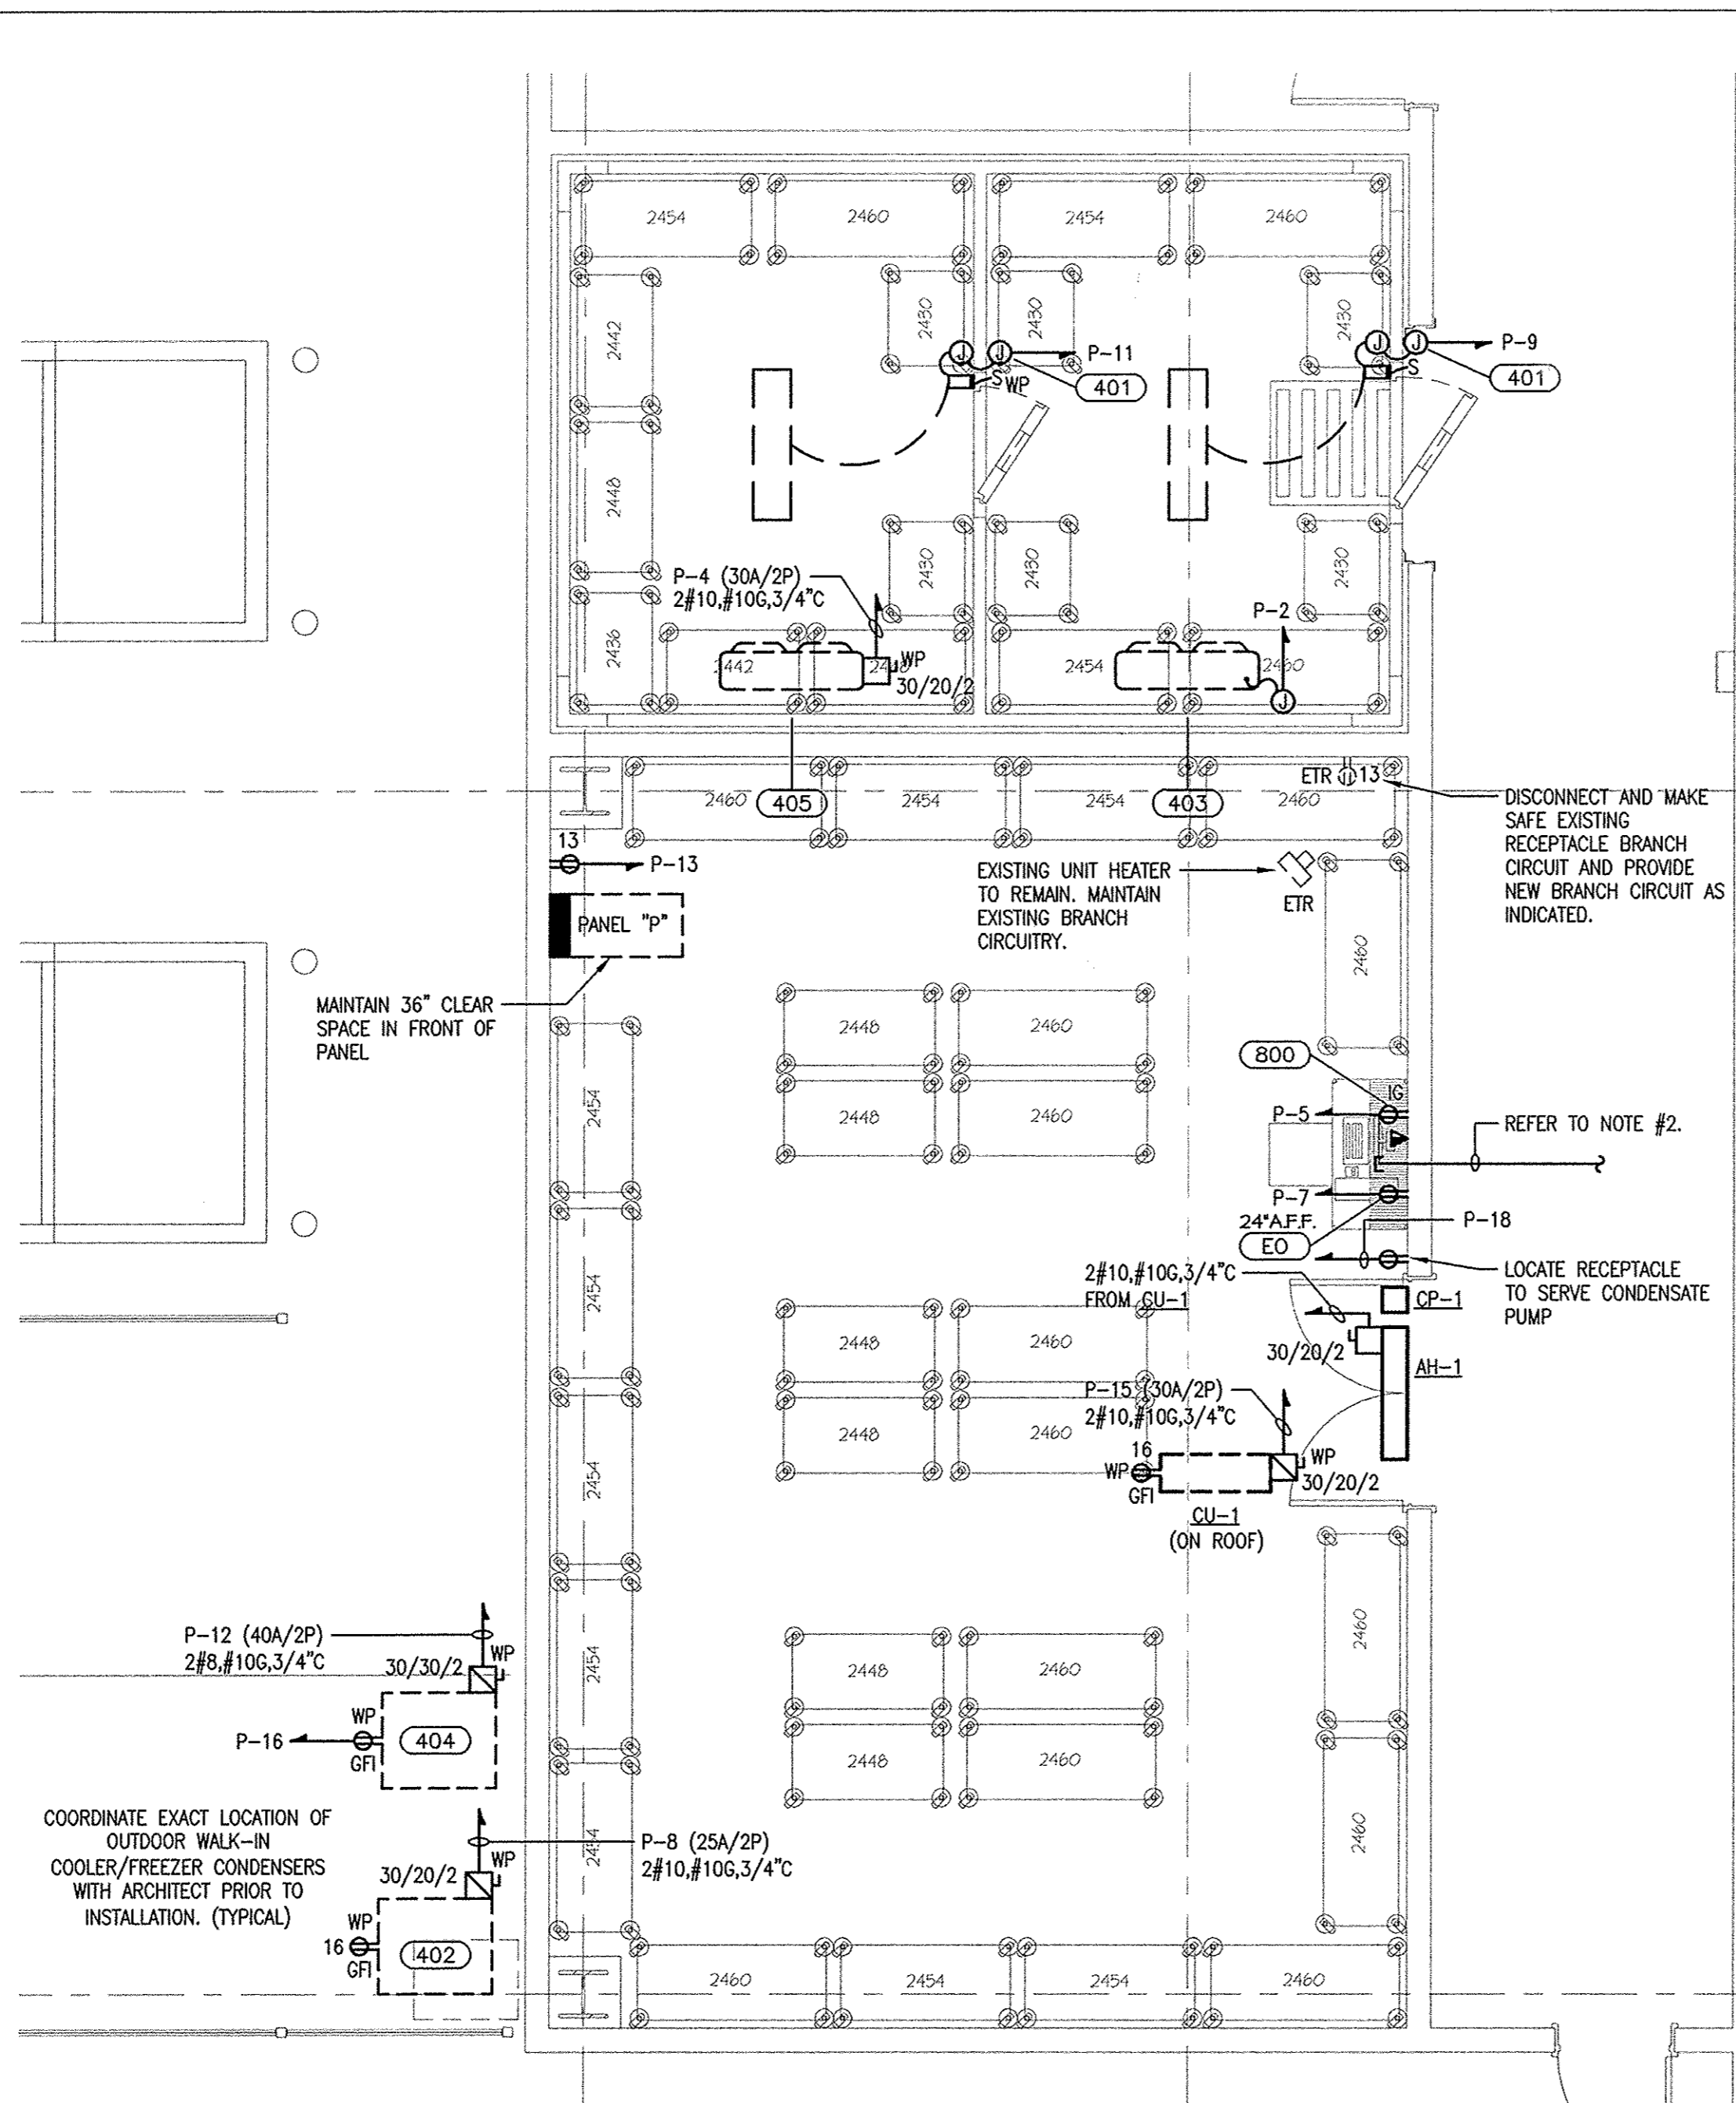 2454
2460
2454
2460
2442
2430
2430
2430
P-11
P-9
S
WP
401
S
401
2448
2430
2430
2430
P-4 (30A/2P)
2#10,#10G,3/4"C
P-2
2436
2442
2448
WP
30/20/2
2454
2460
J
J
J
J
J
2460
405
2454
2454
403
2460
ETR
13
DISCONNECT AND MAKE
SAFE EXISTING
RECEPTACLE BRANCH
CIRCUIT AND PROVIDE
NEW BRANCH CIRCUIT AS
INDICATED.
13
P-13
EXISTING UNIT HEATER
TO REMAIN. MAINTAIN
EXISTING BRANCH
CIRCUITRY.
ETR
PANEL "P"
2460
MAINTAIN 36" CLEAR
SPACE IN FRONT OF
PANEL
2448
2460
2448
2460
2454
800
IG
P-5
REFER TO NOTE #2.
P-7
24"A.F.F.
EO
P-18
LOCATE RECEPTACLE
TO SERVE CONDENSATE
PUMP
2454
2#10,#10G,3/4"C
FROM CU-1
CP-1
30/20/2
AH-1
2448
2460
2448
2460
P-15 (30A/2P)
2#10,#10G,3/4"C
16
WP
GFI
WP
30/20/2
CU-1
(ON ROOF)
2454
2460
P-12 (40A/2P)
2#8,#10G,3/4"C
WP
30/30/2
2454
2448
2460
WP
P-16
GFI
404
2448
2460
2460
COORDINATE EXACT LOCATION OF
OUTDOOR WALK-IN
COOLER/FREEZER CONDENSERS
WITH ARCHITECT PRIOR TO
INSTALLATION. (TYPICAL)
2454
P-8 (25A/2P)
2#10,#10G,3/4"C
WP
30/20/2
WP
16
GFI
402
2460
2454
2454
2460